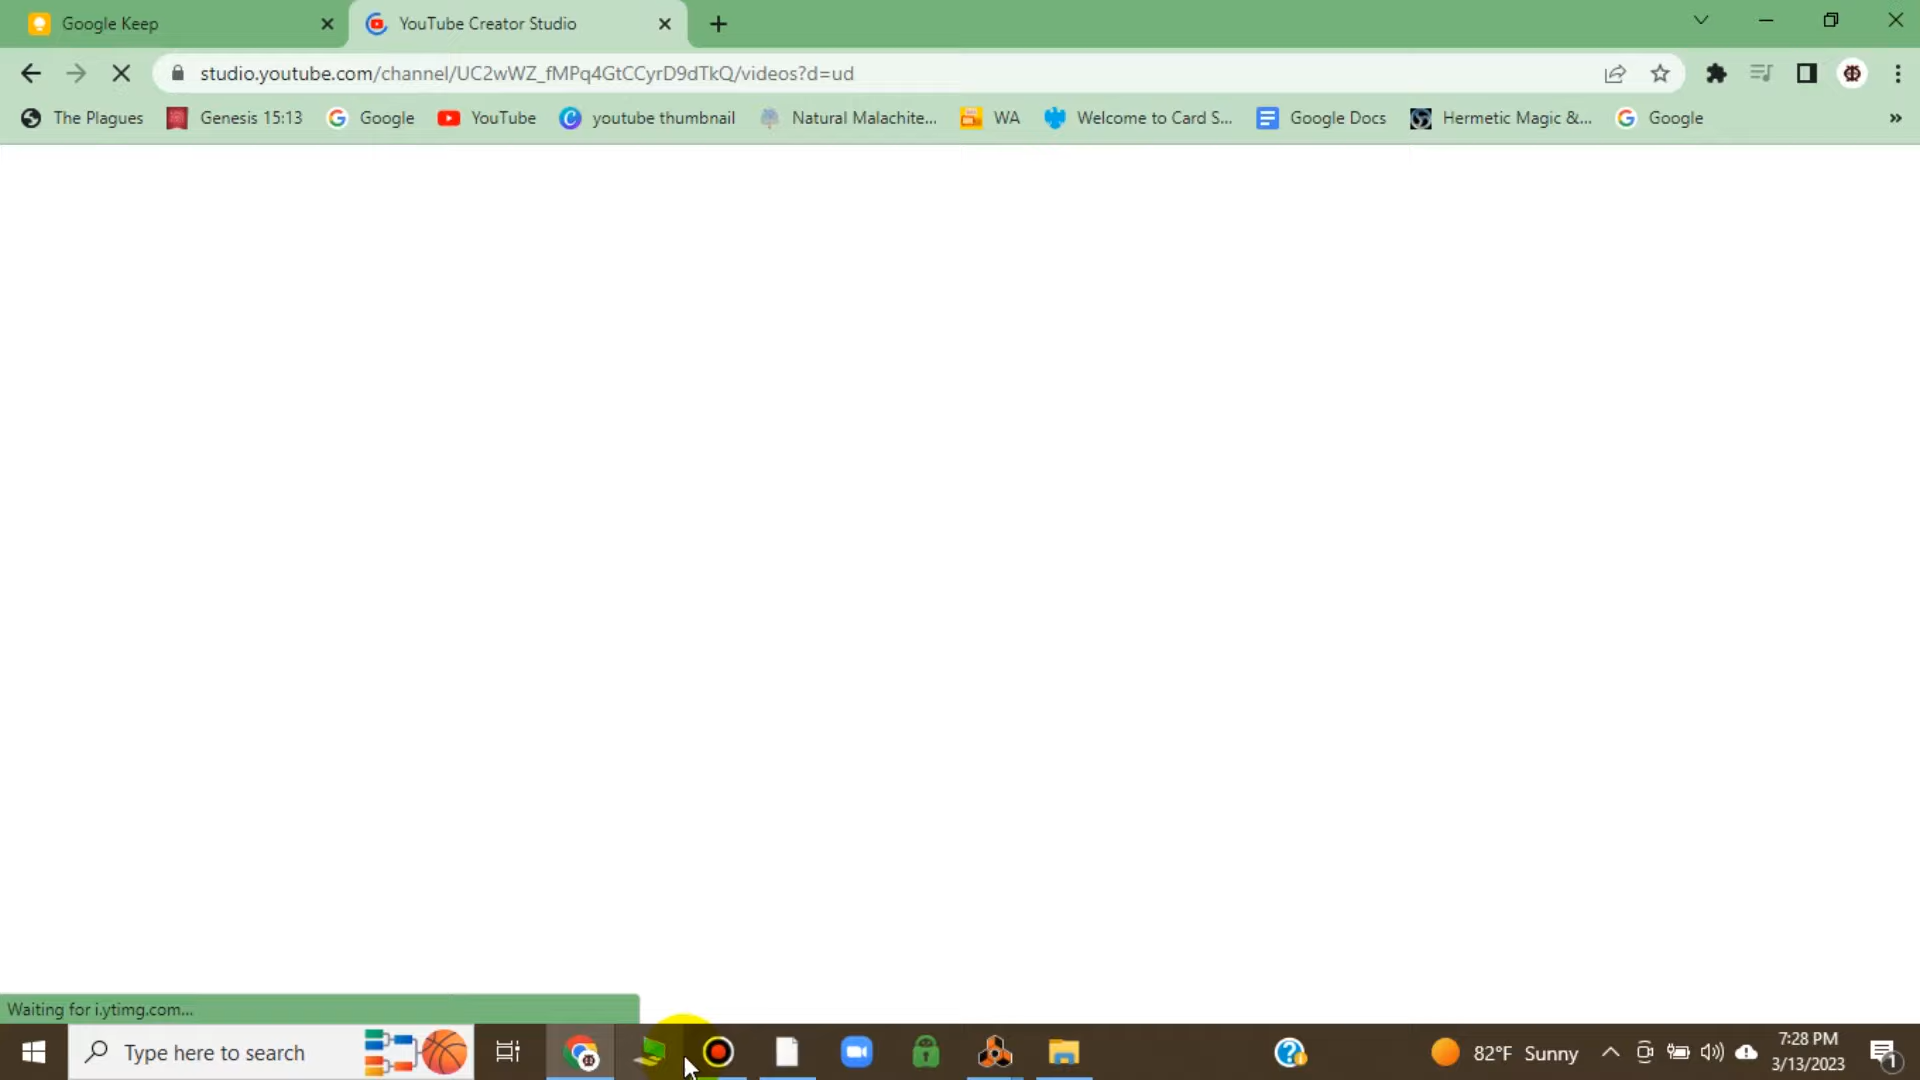 Google Keep
YouTube Creator Studio
studio.youtube.com/channel/UC2wWZ_fMPq4GtCCyrD9dTkQ/videos?d=ud
The Plagues
Genesis 15:13
Google
YouTube
youtube thumbnail
Natural Malachite...
WA
Welcome to Card S...
Google Docs
Hermetic Magic &...
Google
Waiting for i.ytimg.com...
Type here to search
82°F Sunny
7:28 PM
3/13/2023
1